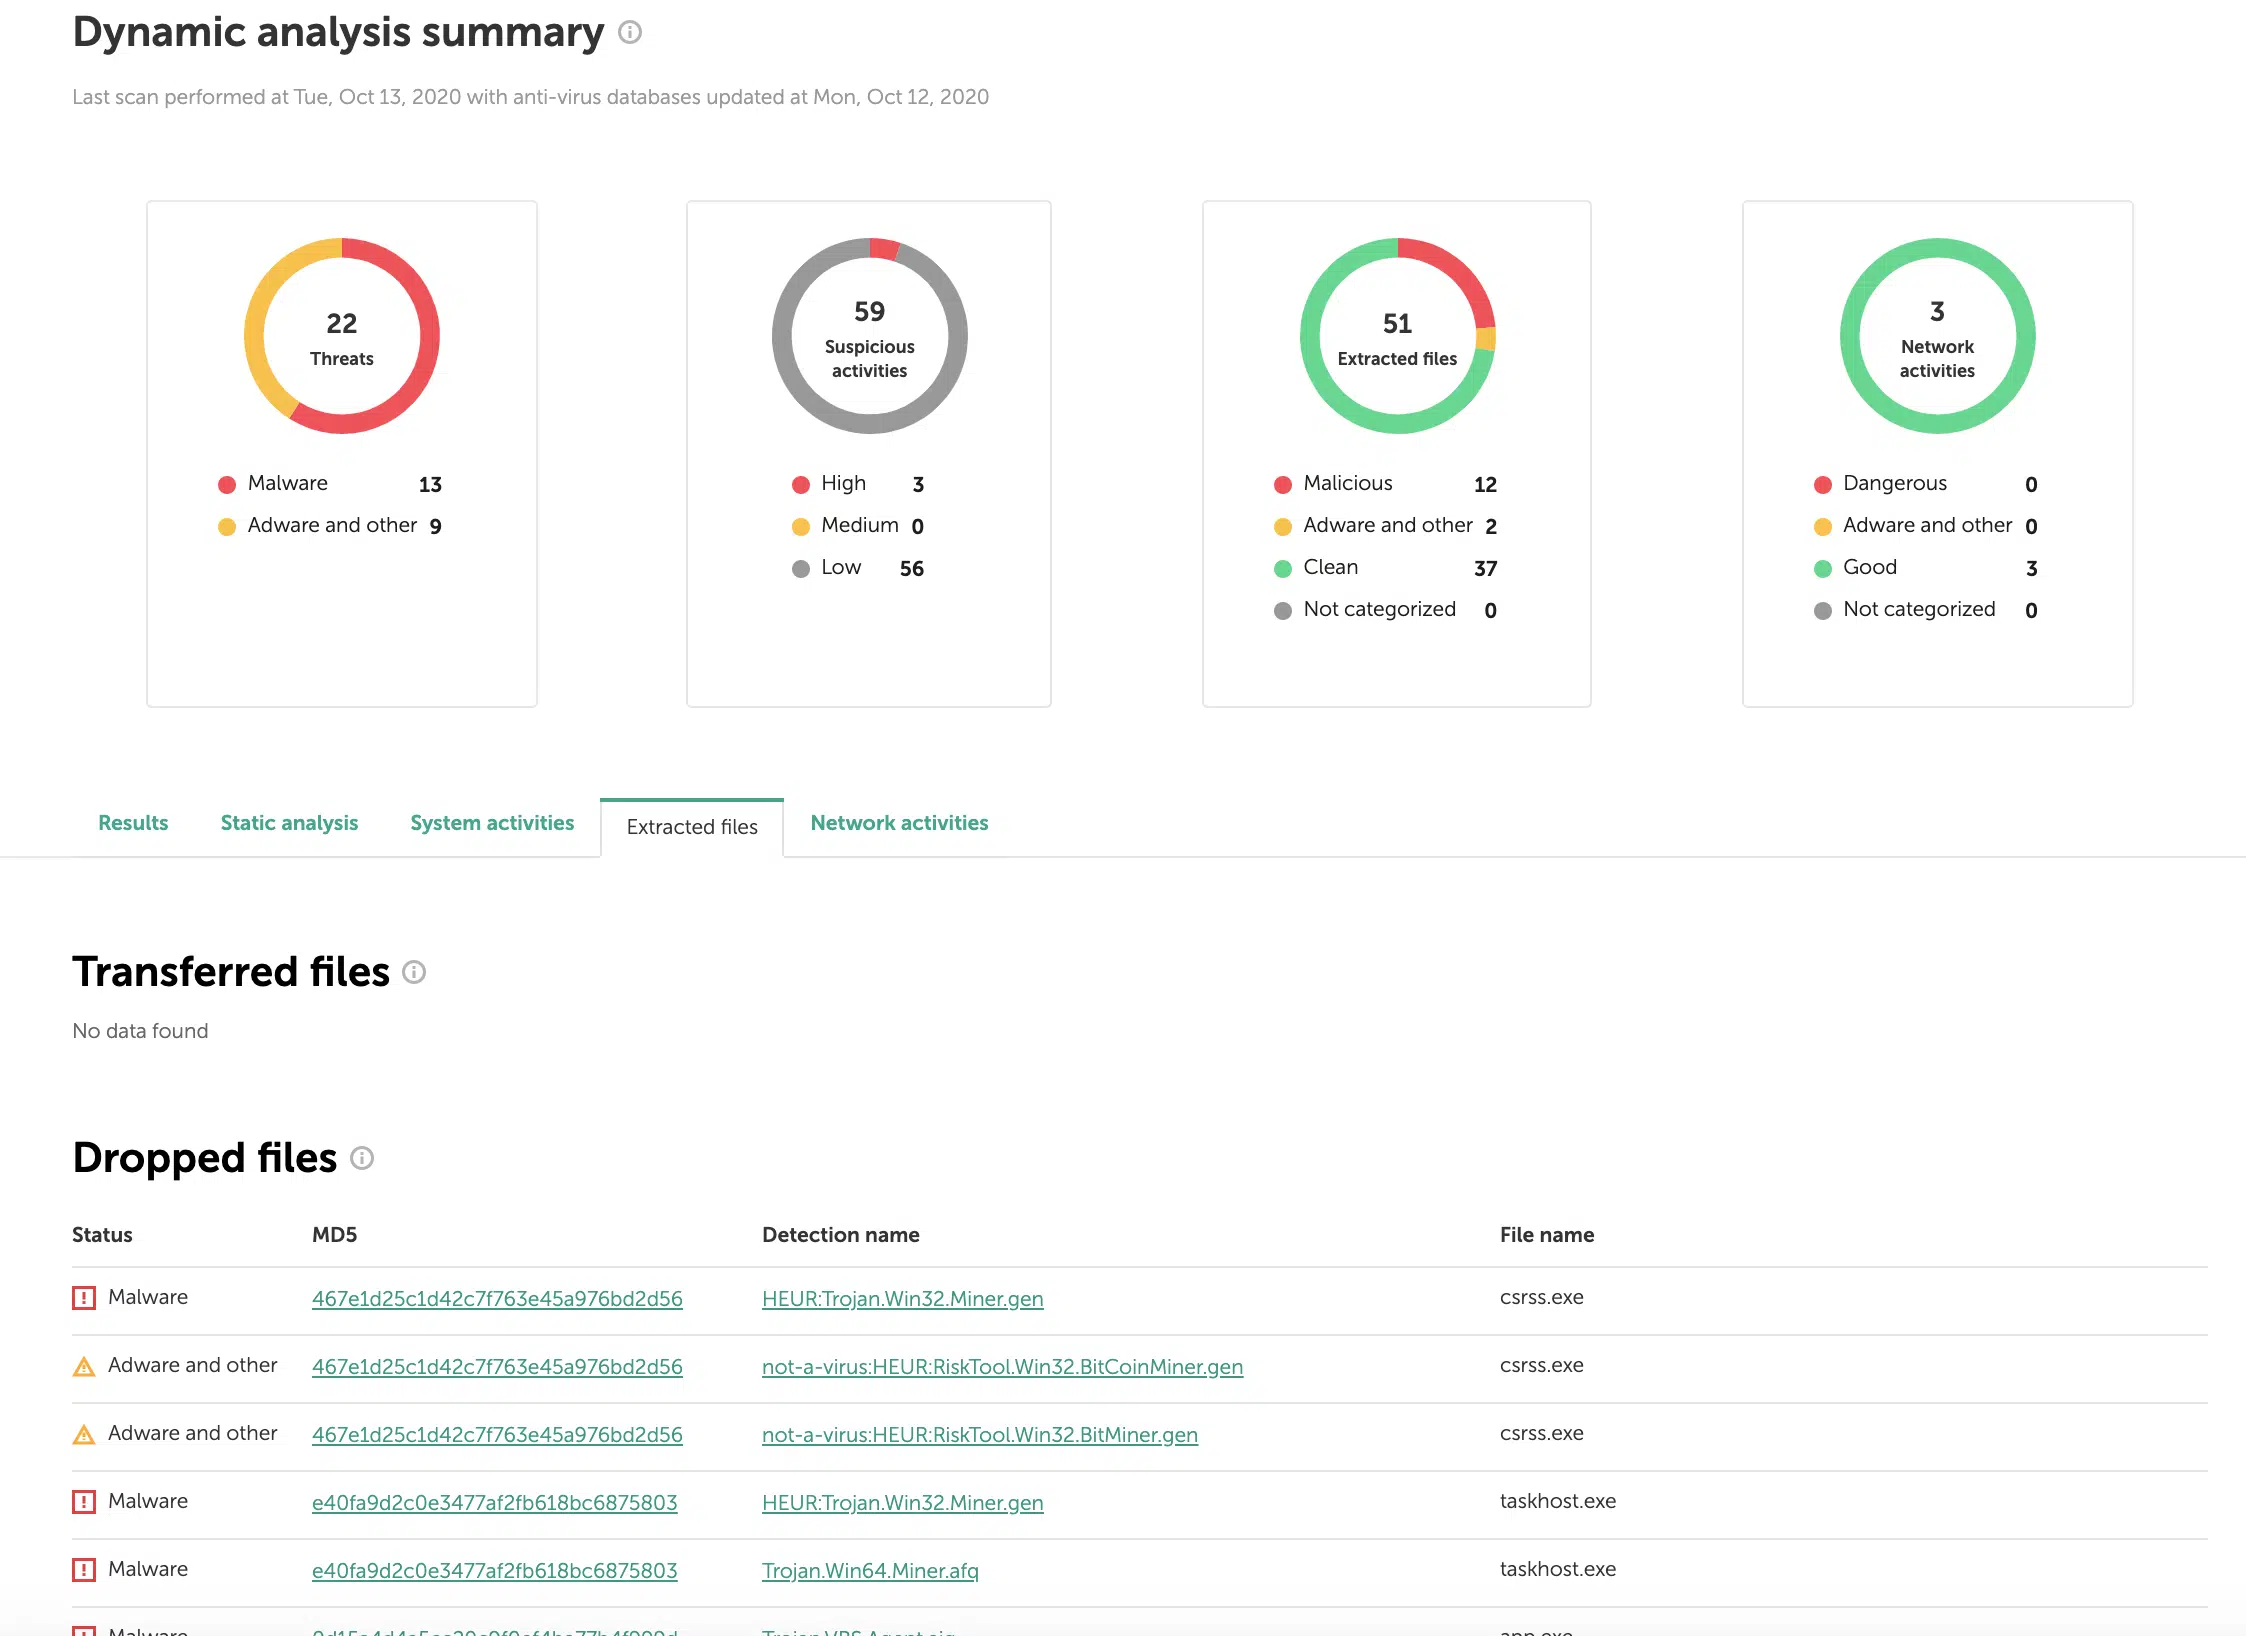 Dynamic analysis summary
Last scan performed at Tue, Oct 13, 2020 with anti-virus databases updated at Mon, Oct 12, 2020
22
Threats
Malware 13
Adware and other 9
59
Suspicious
activities
High 3
Medium 0
Low 56
51
Extracted files
Malicious 12
Adware and other 2
Clean 37
Not categorized 0
3
Network
activities
Dangerous 0
Adware and other 0
Good 3
Not categorized 0
Results Static analysis System activities Extracted files Network activities
Transferred files
No data found
Dropped files
Status MD5 Detection name File name
Malware 467e1d25c1d42c7f763e45a976bd2d56 HEUR:Trojan.Win32.Miner.gen csrss.exe
Adware and other 467e1d25c1d42c7f763e45a976bd2d56 not-a-virus:HEUR:RiskTool.Win32.BitCoinMiner.gen csrss.exe
Adware and other 467e1d25c1d42c7f763e45a976bd2d56 not-a-virus:HEUR:RiskTool.Win32.BitMiner.gen csrss.exe
Malware e40fa9d2c0e3477af2fb618bc6875803 HEUR:Trojan.Win32.Miner.gen taskhost.exe
Malware e40fa9d2c0e3477af2fb618bc6875803 Trojan.Win64.Miner.afq taskhost.exe
Malware